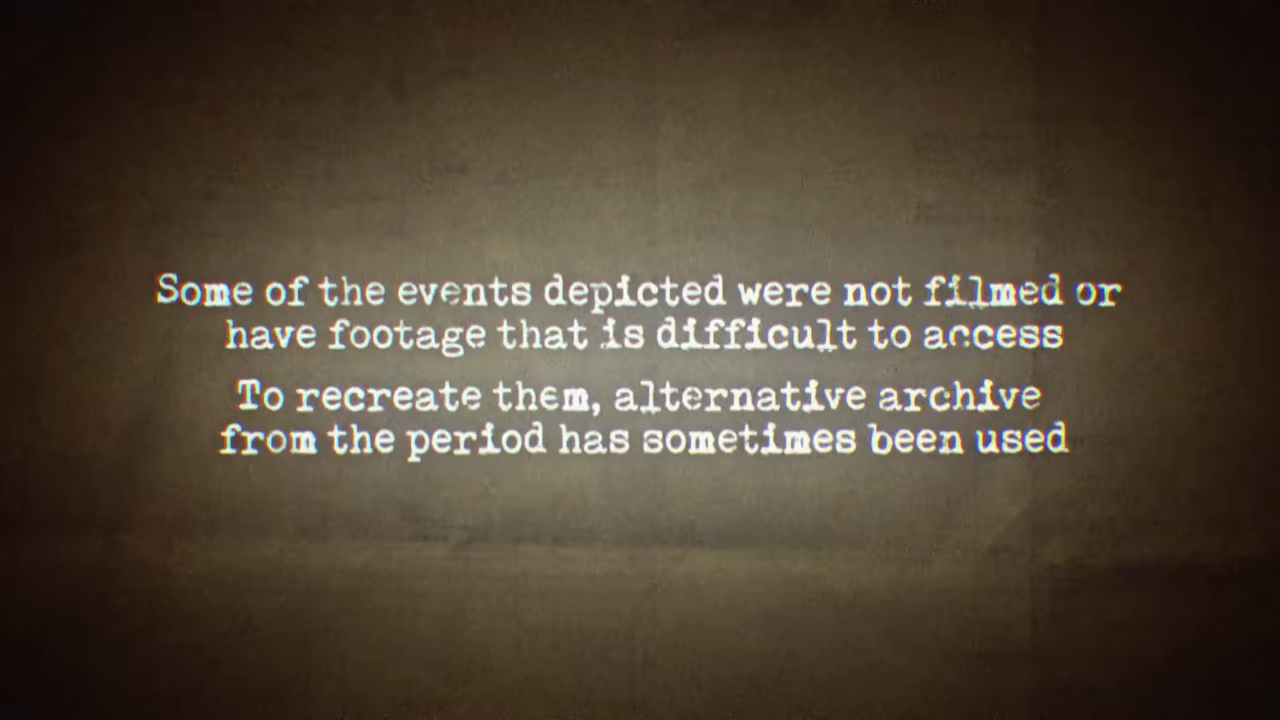 Some of the events depicted were not filmed or
have footage that is difficult to access
To recreate them, alternative archive
from the period has sometimes been used